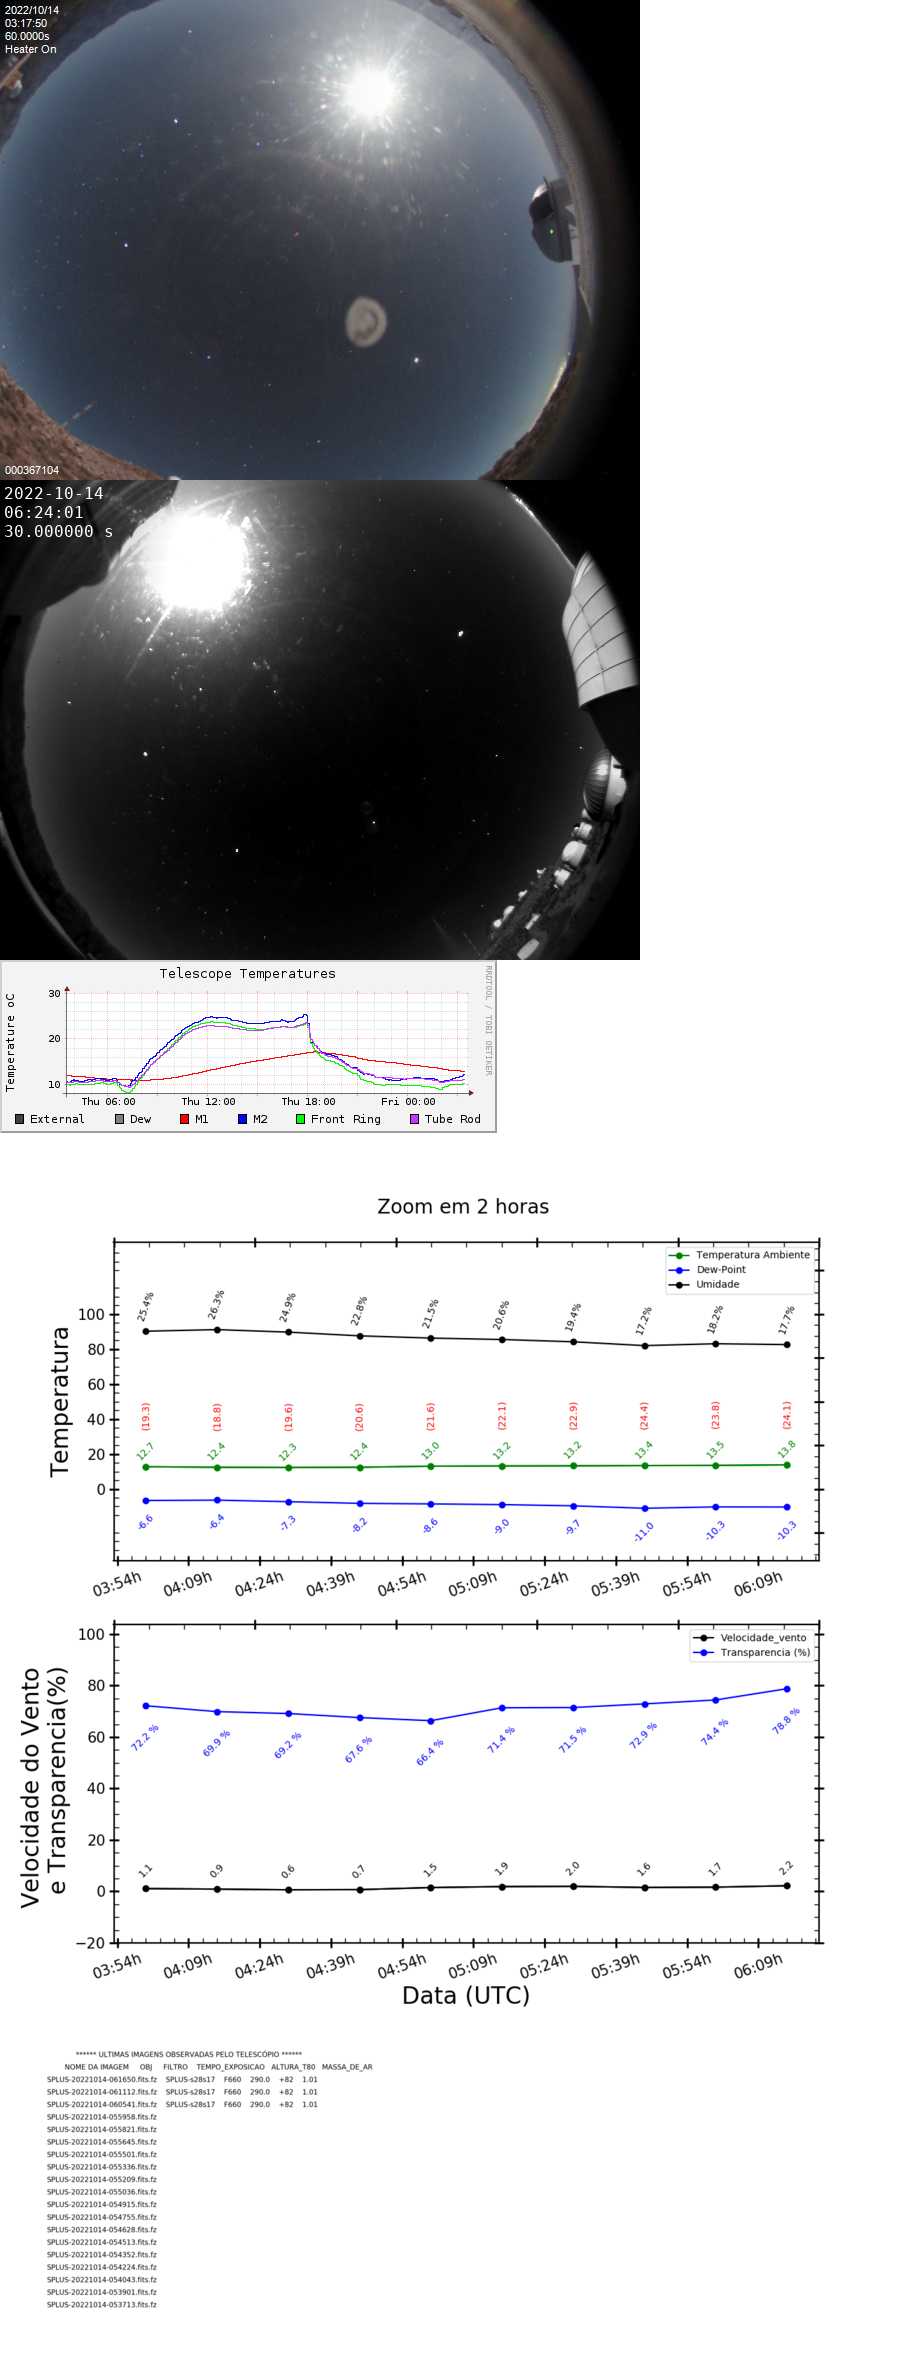 2022/10/14
03:17:50
60.0000s
Heater On
000367104
2022-10-14
06:24:01
30.000000 s
Telescope Temperatures
RRDTOOL / TOBI OETIKER
Temperature oC
30
20
10
Thu 06:00 Thu 12:00 Thu 18:00 Fri 00:00
External Dew M1 M2 Front Ring Tube Rod
Zoom em 2 horas
Temperatura Ambiente
Dew-Point
Umidade
Temperatura
100
80
60
40
20
0
25.4% 26.3% 24.9% 22.8% 21.5% 20.6% 19.4% 17.2% 18.2% 17.7%
(19.3) (18.8) (19.6) (20.6) (21.6) (22.1) (22.9) (24.4) (23.8) (24.1)
12.7 12.4 12.3 12.4 13.0 13.2 13.2 13.4 13.5 13.8
-6.6 -6.4 -7.3 -8.2 -8.6 -9.0 -9.7 -11.0 -10.3 -10.3
03:54h 04:09h 04:24h 04:39h 04:54h 05:09h 05:24h 05:39h 05:54h 06:09h
Velocidade_vento
Transparencia (%)
Velocidade do Vento
e Transparencia(%)
100
80
60
40
20
0
−20
72.2 % 69.9 % 69.2 % 67.6 % 66.4 % 71.4 % 71.5 % 72.9 % 74.4 % 78.8 %
1.1 0.9 0.6 0.7 1.5 1.9 2.0 1.6 1.7 2.2
03:54h 04:09h 04:24h 04:39h 04:54h 05:09h 05:24h 05:39h 05:54h 06:09h
Data (UTC)
****** ULTIMAS IMAGENS OBSERVADAS PELO TELESCÓPIO ******
NOME DA IMAGEM OBJ FILTRO TEMPO_EXPOSICAO ALTURA_T80 MASSA_DE_AR
SPLUS-20221014-061650.fits.fz SPLUS-s28s17 F660 290.0 +82 1.01
SPLUS-20221014-061112.fits.fz SPLUS-s28s17 F660 290.0 +82 1.01
SPLUS-20221014-060541.fits.fz SPLUS-s28s17 F660 290.0 +82 1.01
SPLUS-20221014-055958.fits.fz
SPLUS-20221014-055821.fits.fz
SPLUS-20221014-055645.fits.fz
SPLUS-20221014-055501.fits.fz
SPLUS-20221014-055336.fits.fz
SPLUS-20221014-055209.fits.fz
SPLUS-20221014-055036.fits.fz
SPLUS-20221014-054915.fits.fz
SPLUS-20221014-054755.fits.fz
SPLUS-20221014-054628.fits.fz
SPLUS-20221014-054513.fits.fz
SPLUS-20221014-054352.fits.fz
SPLUS-20221014-054224.fits.fz
SPLUS-20221014-054043.fits.fz
SPLUS-20221014-053901.fits.fz
SPLUS-20221014-053713.fits.fz